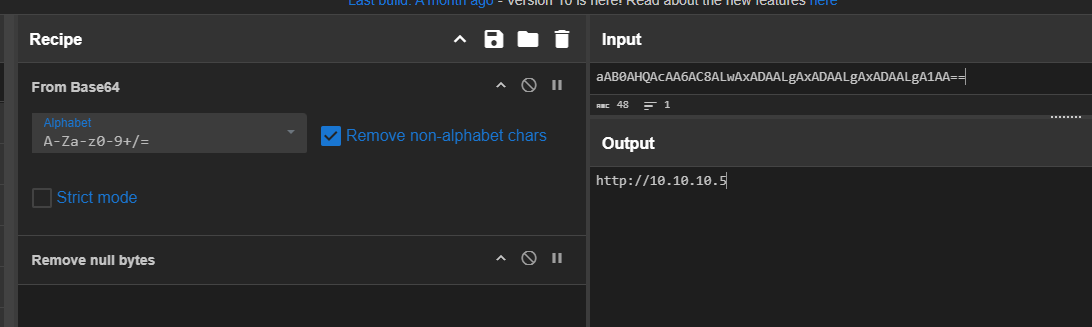 Last build: A month ago - Version 10 is here! Read about the new features here
Recipe
From Base64
Alphabet
A-Za-z0-9+/=
Remove non-alphabet chars
Strict mode
Remove null bytes
Input
aAB0AHQAcAA6AC8ALwAxADAALgAxADAALgAxADAALgA1AA==
ʀʙᴄ 48 1
Output
http://10.10.10.5